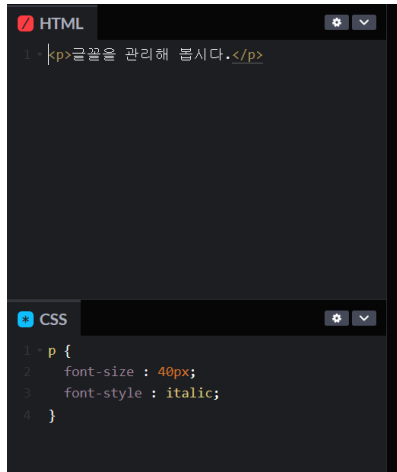 HTML
1 <p>글꼴을 관리해 봅시다.</p>
CSS
1 p {
2 font-size : 40px;
3 font-style : italic;
4 }